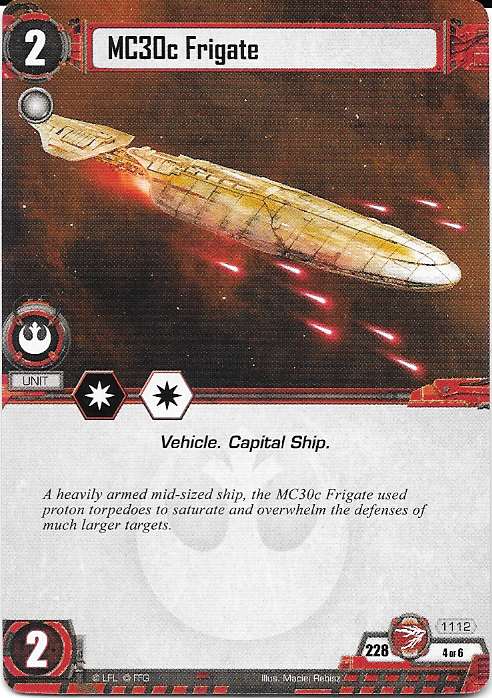 2
MC30c Frigate
UNIT
Vehicle. Capital Ship.
A heavily armed mid-sized ship, the MC30c Frigate used
proton torpedoes to saturate and overwhelm the defenses of
much larger targets.
2
© LFL © FFG
Illus. Maciej Rebisz
228
4 of 6
1112